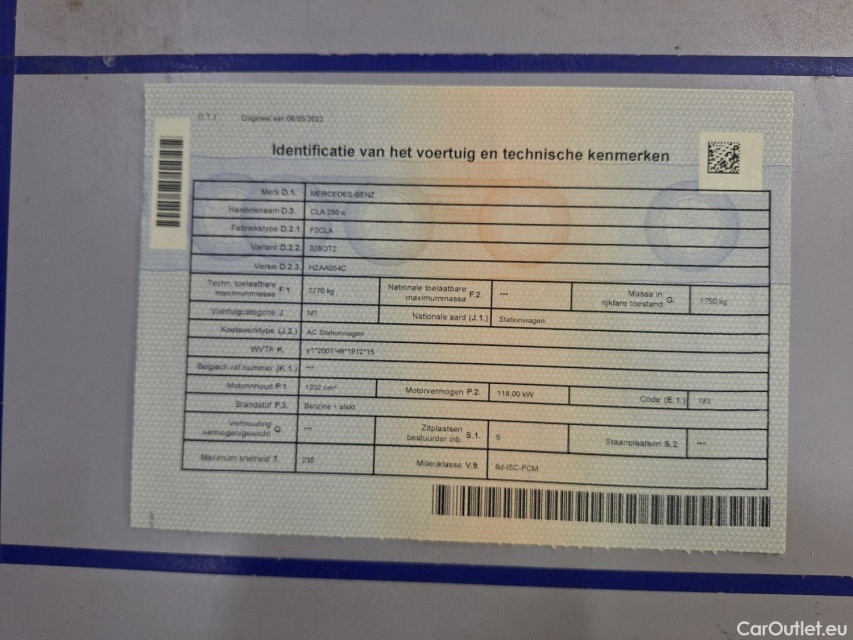 Origineel van 06/05/2022
Identificatie van het voertuig en technische kenmerken
Merk D.1. MERCEDES-BENZ
Handelsnaam D.3. CLA 250 e
Fabriekstype D.2.1. F2CLA
Variant D.2.2.
Versie D.2.3. HZAA054C
Techn. toelaatbare maximummassa F.1. 2270 kg Nationale toelaatbare maximummassa F.2. --- Massa in rijklare toestand G. 1750 kg
Voertuigcategorie J. M1 Nationale aard (J.1.) Stationwagen
Koetswerktype (J.2.) AC Stationwagen
WVTA K. e1*2007/46*1912*15
Belgisch ref.nummer (K.1.) ---
Motorinhoud P.1. 1332 cm³ Motorvermogen P.2. 118,00 kW Code (E.1.) 193
Brandstof P.3. Benzine + elekt
Verhouding vermogen/gewicht Q. --- Zitplaatsen bestuurder inb. S.1. 5 Staanplaatsen S.2. ---
Maximum snelheid T. 235 Milieuklasse V.9. 6d-ISC-FCM
CarOutlet.eu